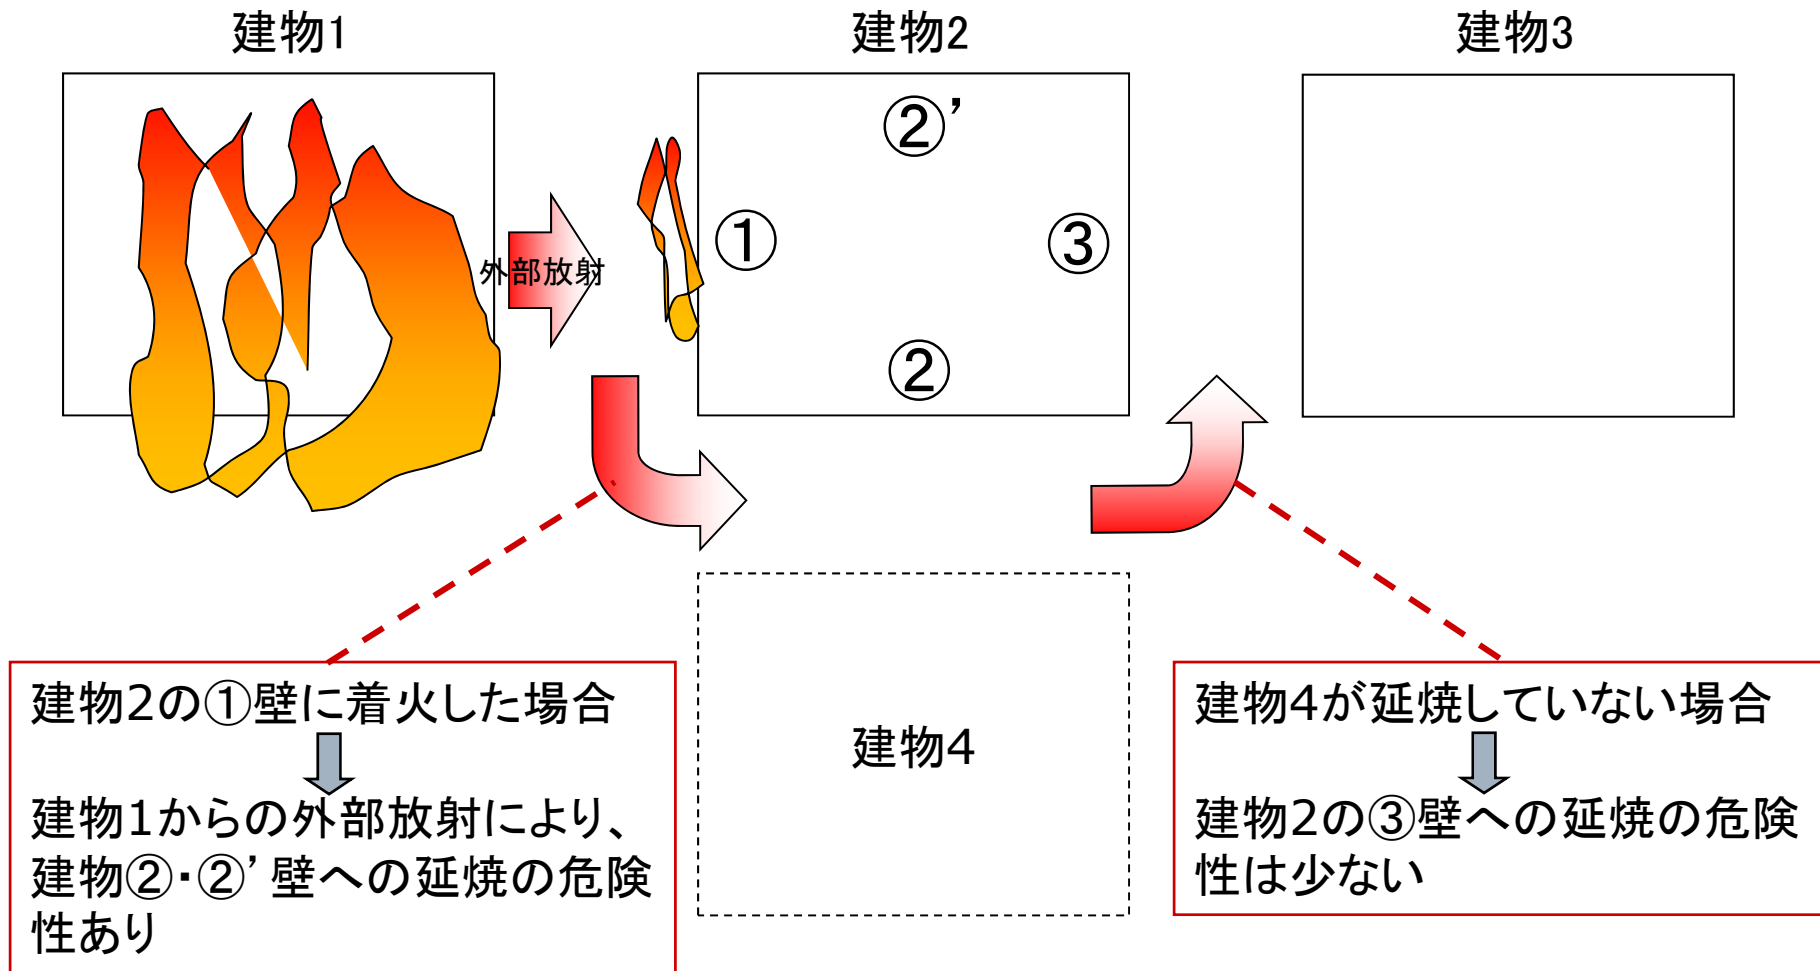 建物1
建物2
建物3
②’
①
③
外部放射
②
建物4
建物2の①壁に着火した場合
建物1からの外部放射により、
建物②・②’壁への延焼の危険
性あり
建物4が延焼していない場合
建物2の③壁への延焼の危険
性は少ない